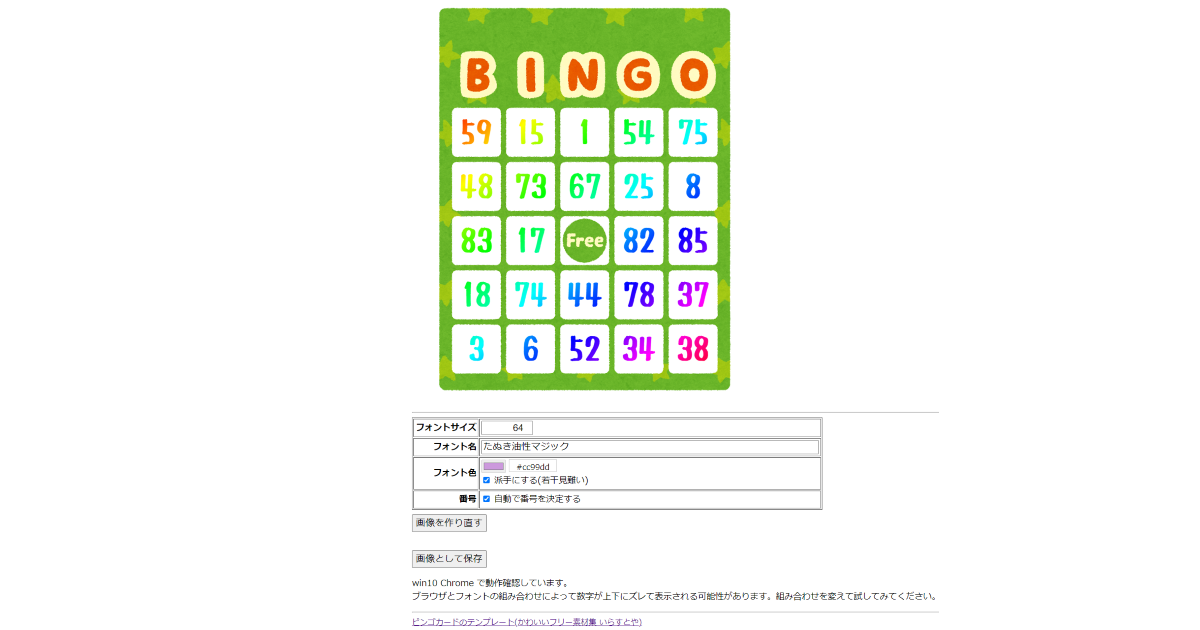 BINGO
59 15 1 54 75
48 73 67 25 8
83 17 Free 82 85
18 74 44 78 37
3 6 52 34 38
フォントサイズ 64
フォント名 たぬき油性マジック
フォント色 #cc99dd
派手にする(若干見難い)
番号 自動で番号を決定する
画像を作り直す
画像として保存
win10 Chrome で動作確認しています。
ブラウザとフォントの組み合わせによって数字が上下にズレて表示される可能性があります。組み合わせを変えて試してみてください。
ビンゴカードのテンプレート(かわいいフリー素材集 いらすとや)